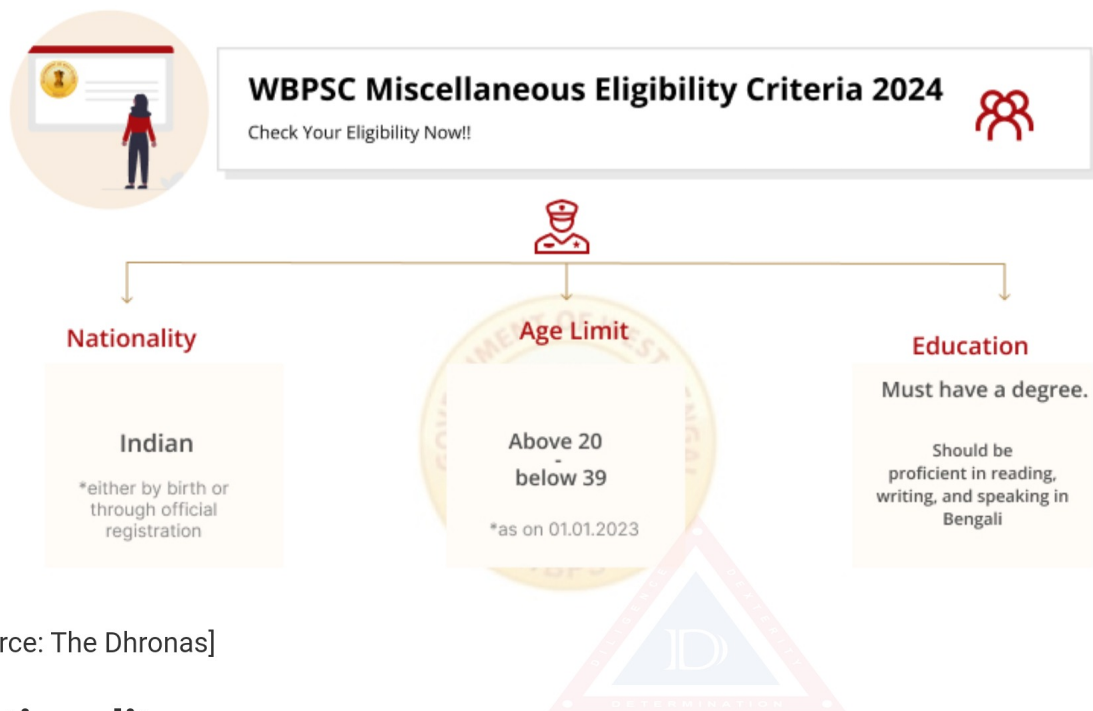 WBPSC Miscellaneous Eligibility Criteria 2024
Check Your Eligibility Now!!
Nationality
Indian
*either by birth or
through official
registration
Age Limit
Above 20
-
below 39
*as on 01.01.2023
Education
Must have a degree.
Should be
proficient in reading,
writing, and speaking in
Bengali
rce: The Dhronas]
DETERMINATION